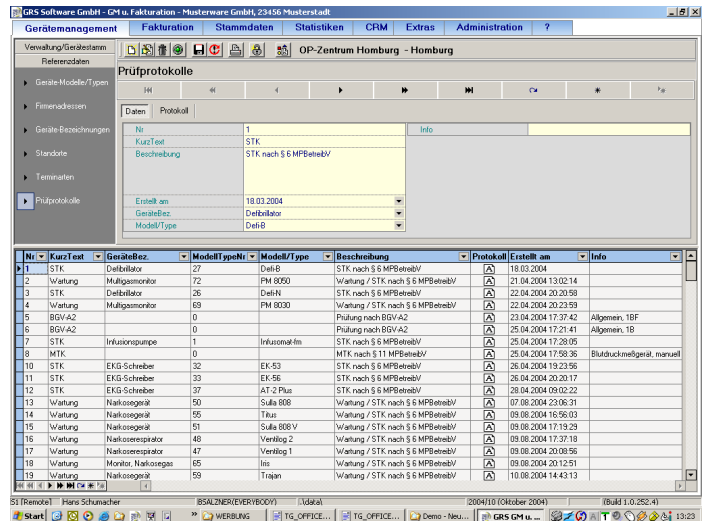 GRS Software GmbH - GM u. Fakturation - Musterware GmbH, 23456 Musterstadt
Gerätemanagement Fakturation Stammdaten Statistiken CRM Extras Administration ?
Verwaltung/Gerätestamm
Referenzdaten
OP-Zentrum Homburg - Homburg
Prüfprotokolle
Geräte-Modelle/Typen
Firmenadressen
Geräte-Bezeichnungen
Standorte
Terminarten
Prüfprotokolle
Daten Protokoll
Nr 1 Info
KurzText STK
Beschreibung STK nach § 6 MPBetreibV
Erstellt am 18.03.2004
GeräteBez. Defibrillator
Modell/Type Defi-B
Nr KurzText GeräteBez. ModellTypeNr Modell/Type Beschreibung Protokoll Erstellt am Info
1 STK Defibrillator 27 Defi-B STK nach § 6 MPBetreibV A 18.03.2004
2 Wartung Multigasmonitor 72 PM 8050 Wartung / STK nach § 6 MPBetreibV A 21.04.2004 13:02:14
3 STK Defibrillator 26 Defi-N STK nach § 6 MPBetreibV A 22.04.2004 20:20:58
4 Wartung Multigasmonitor 69 PM 8030 Wartung / STK nach § 6 MPBetreibV A 22.04.2004 20:23:59
5 BGV-A2 0 Prüfung nach BGV-A2 A 23.04.2004 17:37:42 Allgemein, 1BF
6 BGV-A2 0 Prüfung nach BGV-A2 A 25.04.2004 17:21:41 Allgemein, 1B
7 STK Infusionspumpe 1 Infusomat-fm STK nach § 6 MPBetreibV A 25.04.2004 17:28:05
8 MTK 0 MTK nach § 11 MPBetreibV A 25.04.2004 17:58:36 Blutdruckmeßgerät, manuell
10 STK EKG-Schreiber 32 EK-53 STK nach § 6 MPBetreibV A 26.04.2004 19:23:56
11 STK EKG-Schreiber 33 EK-56 STK nach § 6 MPBetreibV A 26.04.2004 20:20:17
12 STK EKG-Schreiber 37 AT-2 Plus STK nach § 6 MPBetreibV A 28.04.2004 09:02:22
13 Wartung Narkosegerät 50 Sulla 808 Wartung / STK nach § 6 MPBetreibV A 07.08.2004 23:06:31
14 Wartung Narkosegerät 55 Titus Wartung / STK nach § 6 MPBetreibV A 09.08.2004 16:56:03
15 Wartung Narkosegerät 51 Sulla 808 V Wartung / STK nach § 6 MPBetreibV A 09.08.2004 17:19:29
16 Wartung Narkoserespirator 48 Ventilog 2 Wartung / STK nach § 6 MPBetreibV A 09.08.2004 17:37:18
17 Wartung Narkoserespirator 47 Ventilog 1 Wartung / STK nach § 6 MPBetreibV A 09.08.2004 20:08:56
18 Wartung Monitor, Narkosegas 65 Iris Wartung / STK nach § 6 MPBetreibV A 09.08.2004 20:12:51
19 Wartung Narkosegerät 59 Trajan Wartung / STK nach § 6 MPBetreibV A 10.08.2004 14:43:13
S1 [Remote] Hans Schumacher BSALZNER(EVERYBODY) .\data\ 2004/10 (Oktober 2004) (Build 1.0.252.4)
Start WERBUNG TG_OFFICE... TG_OFFICE... Demo - Neu... GRS GM u. ... 13:23